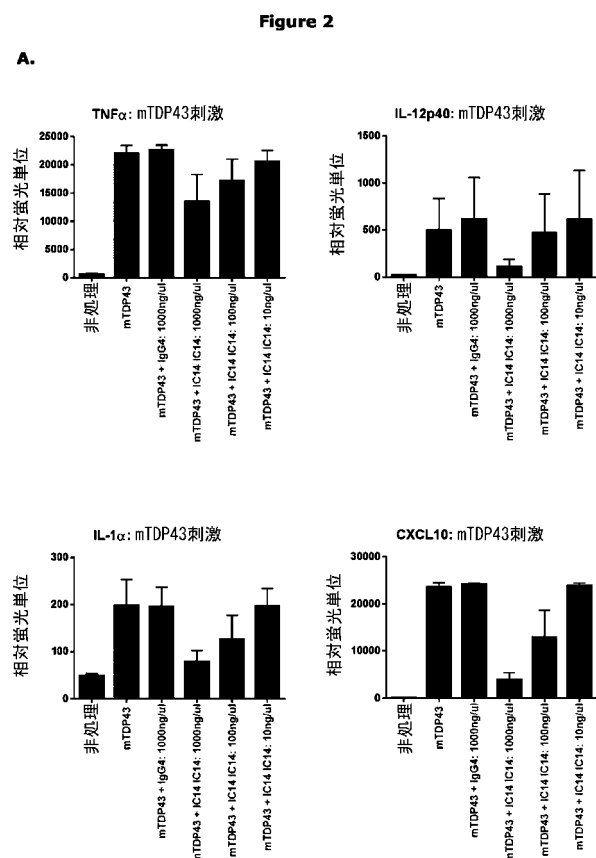 Figure 2
A.
TNFα: mTDP43刺激
相対蛍光単位
25000
20000
15000
10000
5000
0
非処理
mTDP43
mTDP43 + IgG4: 1000ng/ul
mTDP43 + IC14 IC14: 1000ng/ul
mTDP43 + IC14 IC14: 100ng/ul
mTDP43 + IC14 IC14: 10ng/ul
IL-12p40: mTDP43刺激
相対蛍光単位
1500
1000
500
0
非処理
mTDP43
mTDP43 + IgG4: 1000ng/ul
mTDP43 + IC14 IC14: 1000ng/ul
mTDP43 + IC14 IC14: 100ng/ul
mTDP43 + IC14 IC14: 10ng/ul
IL-1α: mTDP43刺激
相対蛍光単位
300
200
100
0
非処理
mTDP43
mTDP43 + IgG4: 1000ng/ul
mTDP43 + IC14 IC14: 1000ng/ul
mTDP43 + IC14 IC14: 100ng/ul
mTDP43 + IC14 IC14: 10ng/ul
CXCL10: mTDP43刺激
相対蛍光単位
30000
20000
10000
0
非処理
mTDP43
mTDP43 + IgG4: 1000ng/ul
mTDP43 + IC14 IC14: 1000ng/ul
mTDP43 + IC14 IC14: 100ng/ul
mTDP43 + IC14 IC14: 10ng/ul